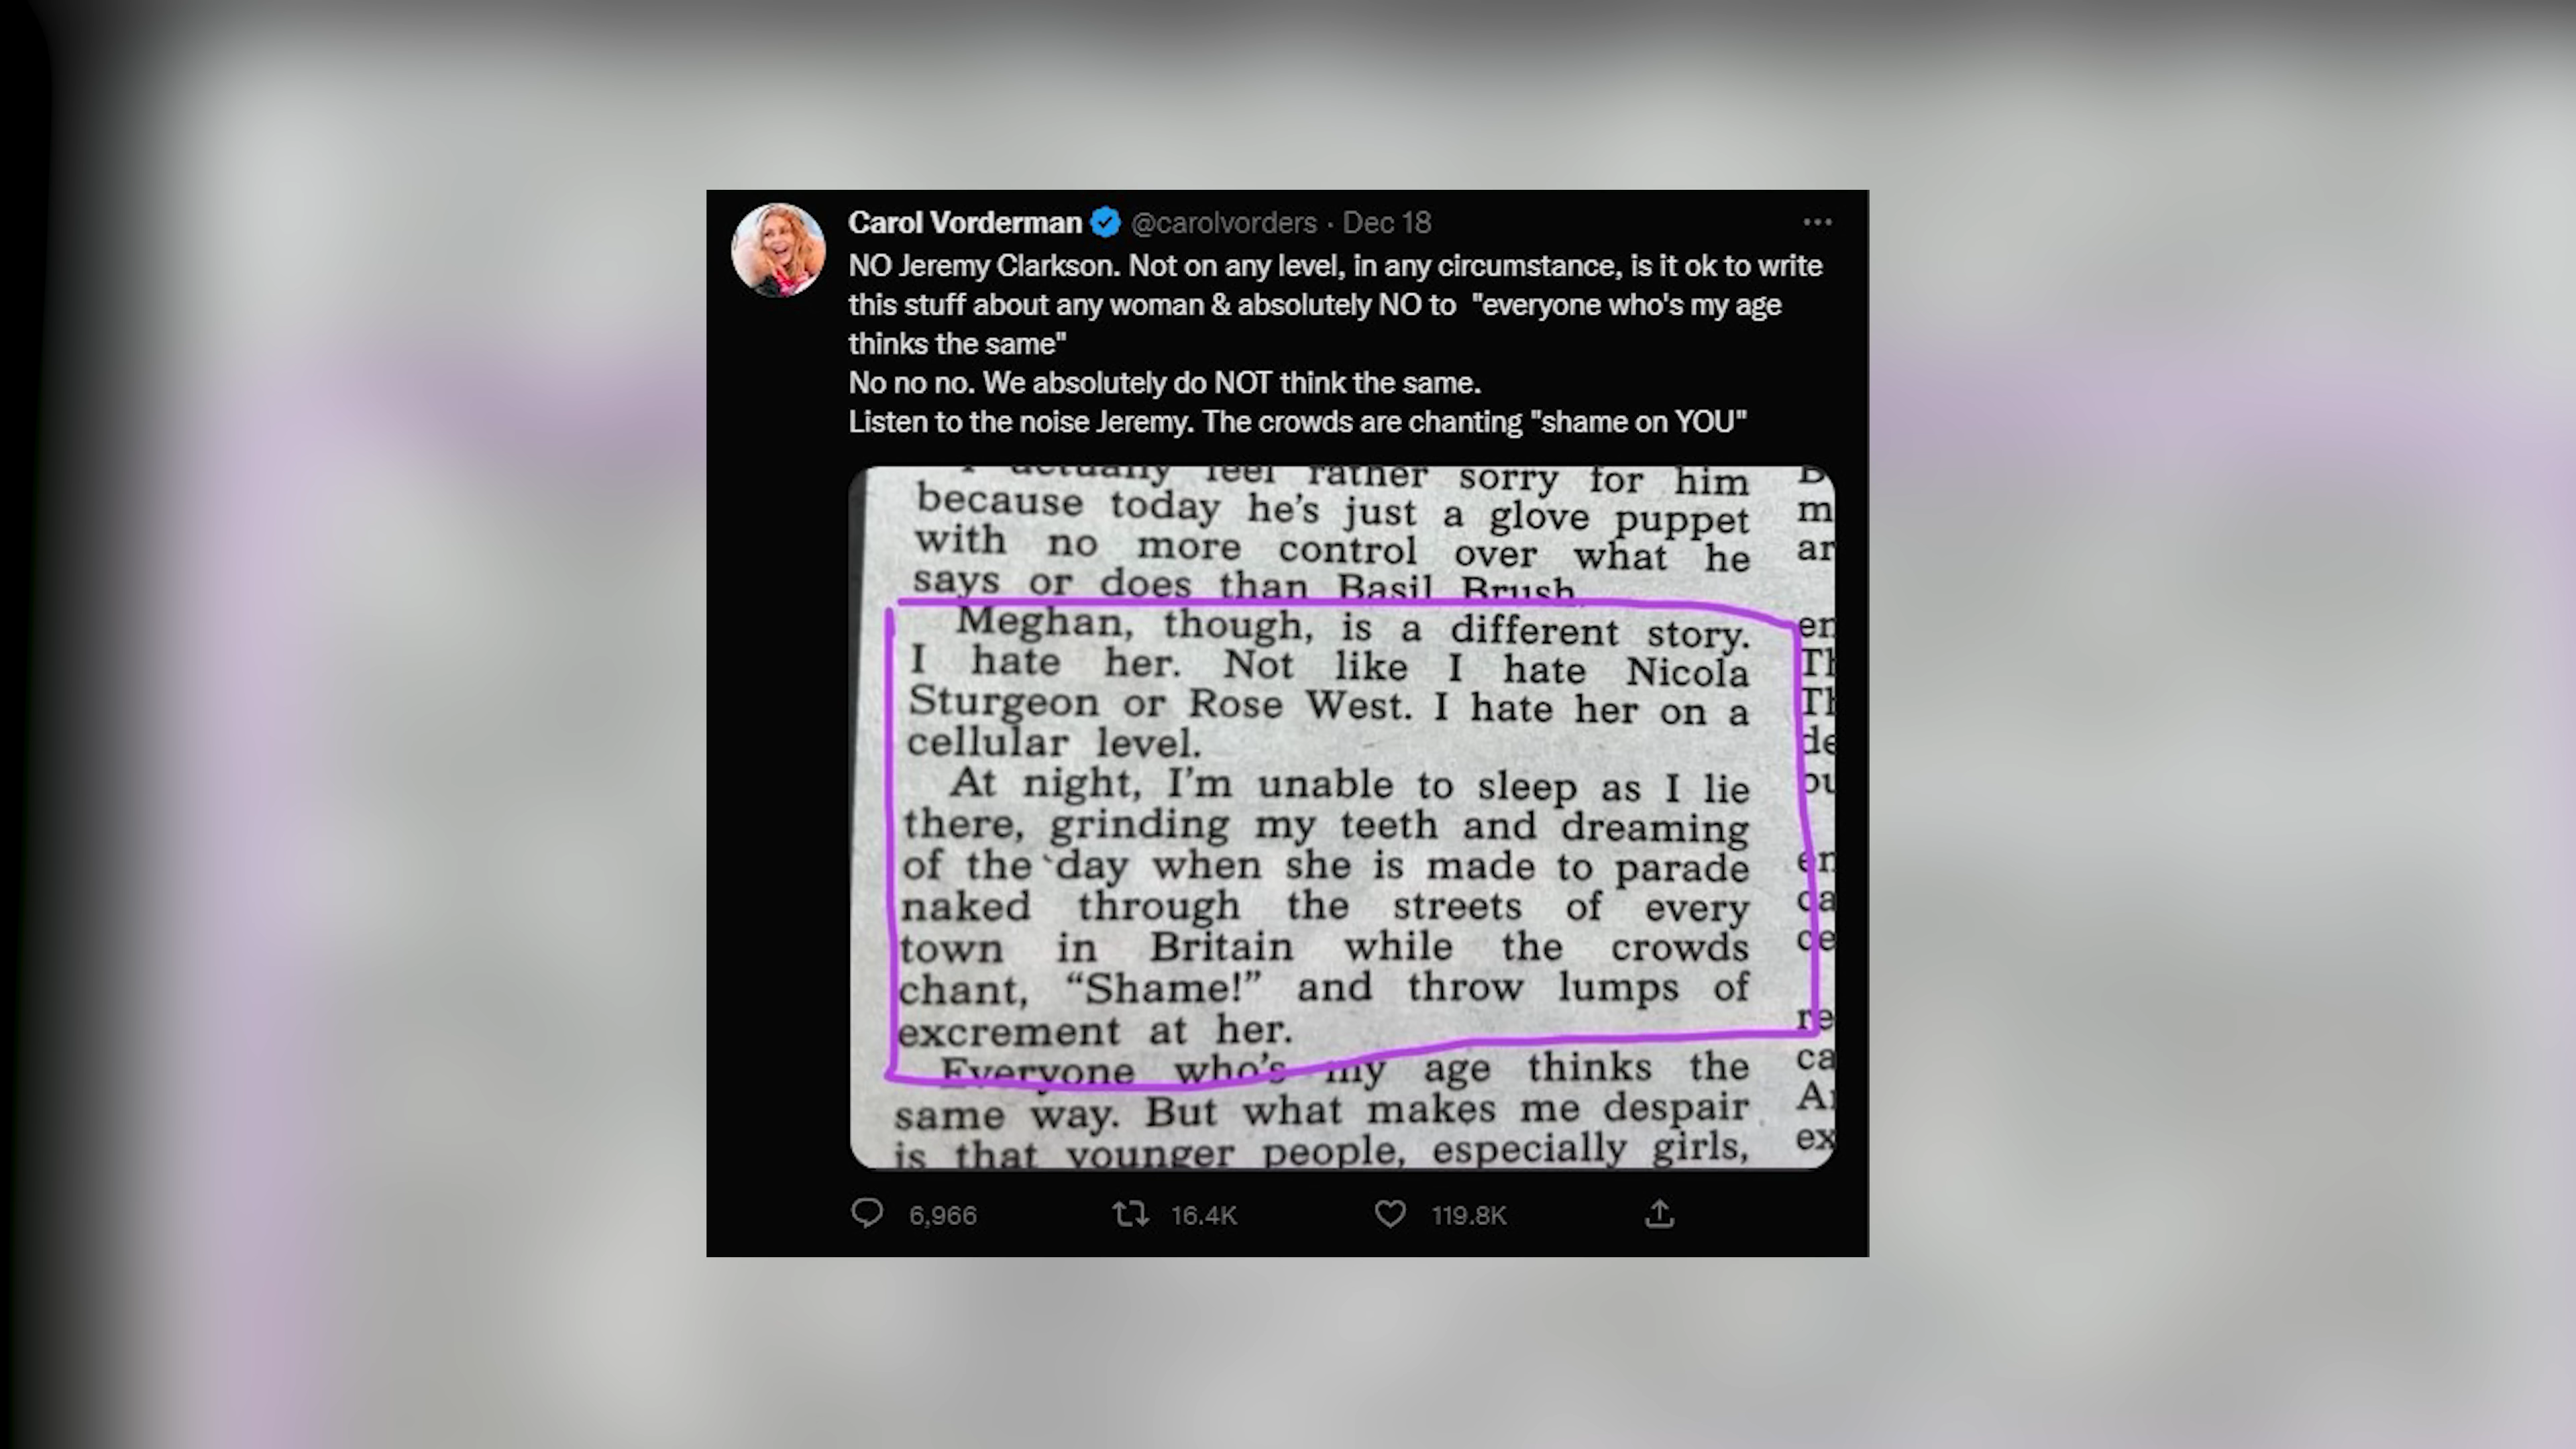 Carol Vorderman @carolvorders · Dec 18
NO Jeremy Clarkson. Not on any level, in any circumstance, is it ok to write
this stuff about any woman & absolutely NO to "everyone who's my age
thinks the same"
No no no. We absolutely do NOT think the same.
Listen to the noise Jeremy. The crowds are chanting "shame on YOU"
I actually feel rather sorry for him
because today he's just a glove puppet
with no more control over what he
says or does than Basil Brush.
Meghan, though, is a different story.
I hate her. Not like I hate Nicola
Sturgeon or Rose West. I hate her on a
cellular level.
At night, I'm unable to sleep as I lie
there, grinding my teeth and dreaming
of the day when she is made to parade
naked through the streets of every
town in Britain while the crowds
chant, “Shame!” and throw lumps of
excrement at her.
Everyone who's my age thinks the
same way. But what makes me despair
is that younger people, especially girls,
6,966 16.4K 119.8K